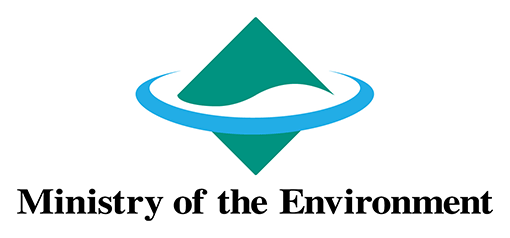 Ministry of the Environment